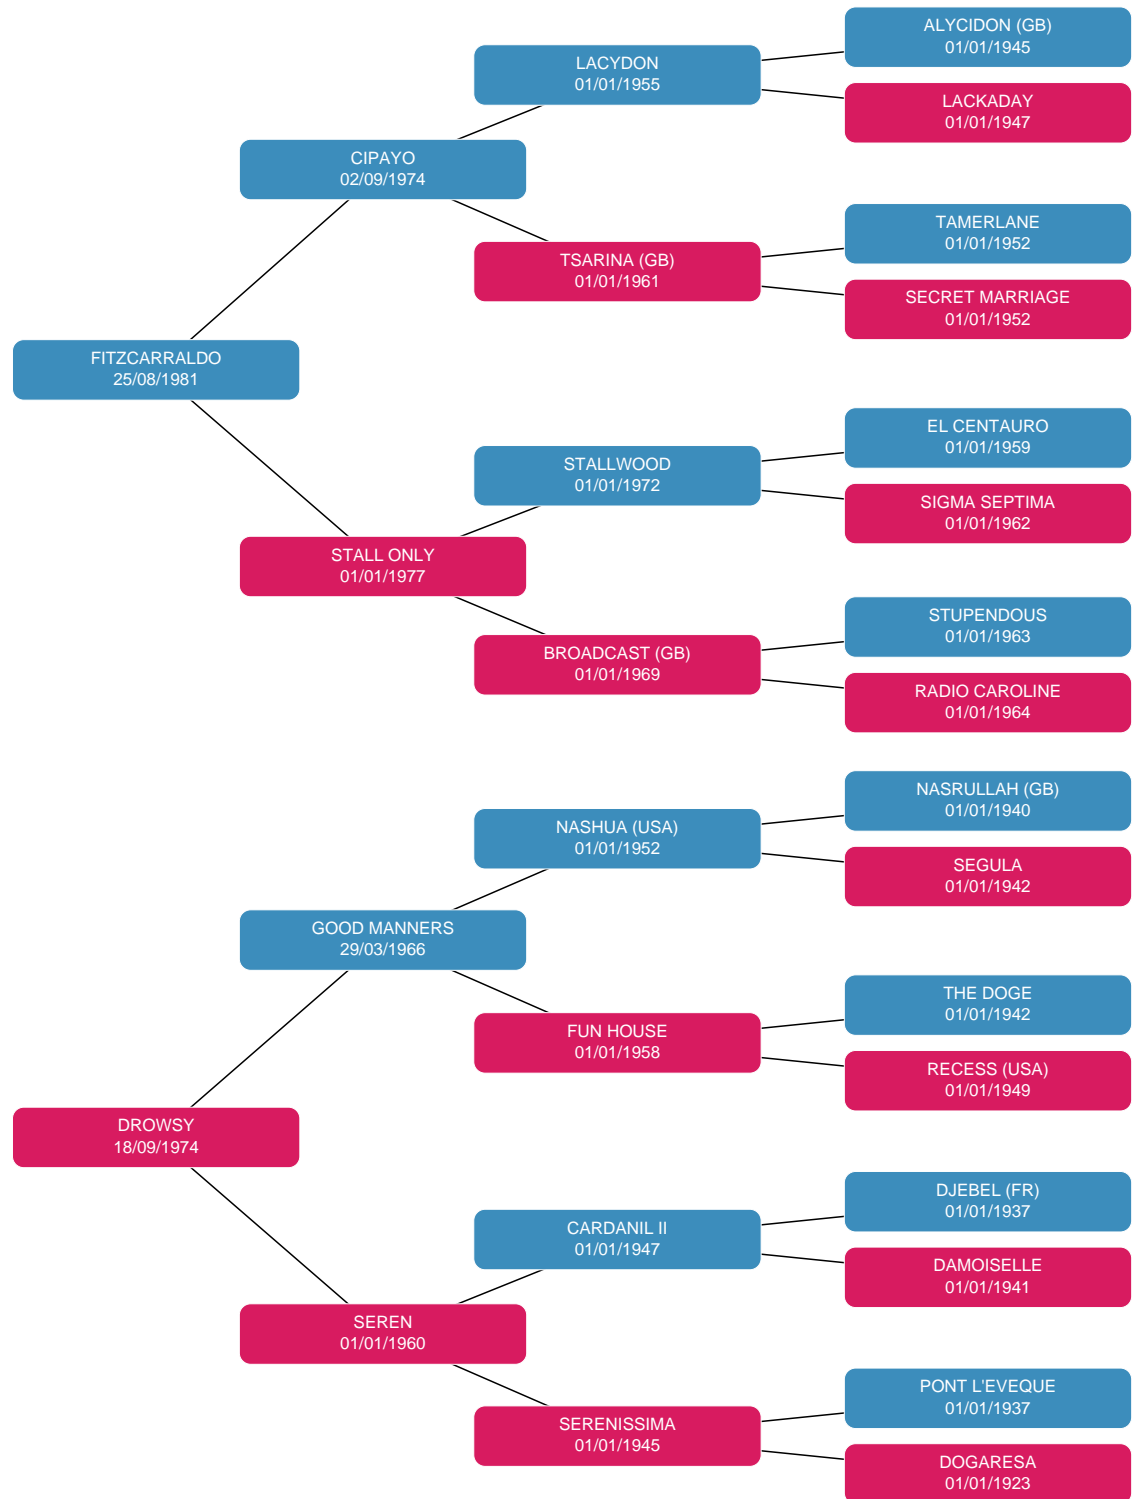 ALYCIDON (GB)
01/01/1945
LACYDON
01/01/1955
LACKADAY
01/01/1947
CIPAYO
02/09/1974
TAMERLANE
01/01/1952
TSARINA (GB)
01/01/1961
SECRET MARRIAGE
01/01/1952
FITZCARRALDO
25/08/1981
EL CENTAURO
01/01/1959
STALLWOOD
01/01/1972
SIGMA SEPTIMA
01/01/1962
STALL ONLY
01/01/1977
STUPENDOUS
01/01/1963
BROADCAST (GB)
01/01/1969
RADIO CAROLINE
01/01/1964
NASRULLAH (GB)
01/01/1940
NASHUA (USA)
01/01/1952
SEGULA
01/01/1942
GOOD MANNERS
29/03/1966
THE DOGE
01/01/1942
FUN HOUSE
01/01/1958
RECESS (USA)
01/01/1949
DROWSY
18/09/1974
DJEBEL (FR)
01/01/1937
CARDANIL II
01/01/1947
DAMOISELLE
01/01/1941
SEREN
01/01/1960
PONT L'EVEQUE
01/01/1937
SERENISSIMA
01/01/1945
DOGARESA
01/01/1923